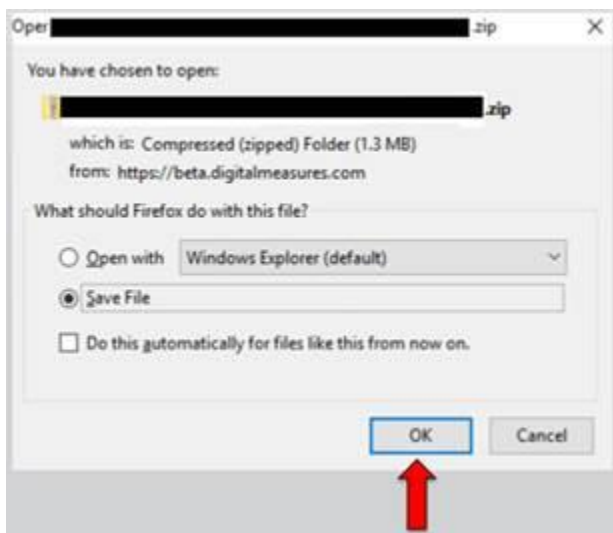 .zip
You have chosen to open:
.zip
which is: Compressed (zipped) Folder (1.3 MB)
from: https://beta.digitalmeasures.com
What should Firefox do with this file?
Open with Windows Explorer (default)
Save File
Do this automatically for files like this from now on.
OK Cancel